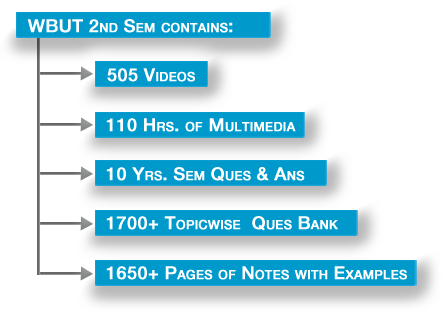 WBUT 2ND SEM CONTAINS:
505 VIDEOS
110 HRS. OF MULTIMEDIA
10 YRS. SEM QUES & ANS
1700+ TOPICWISE QUES BANK
1650+ PAGES OF NOTES WITH EXAMPLES